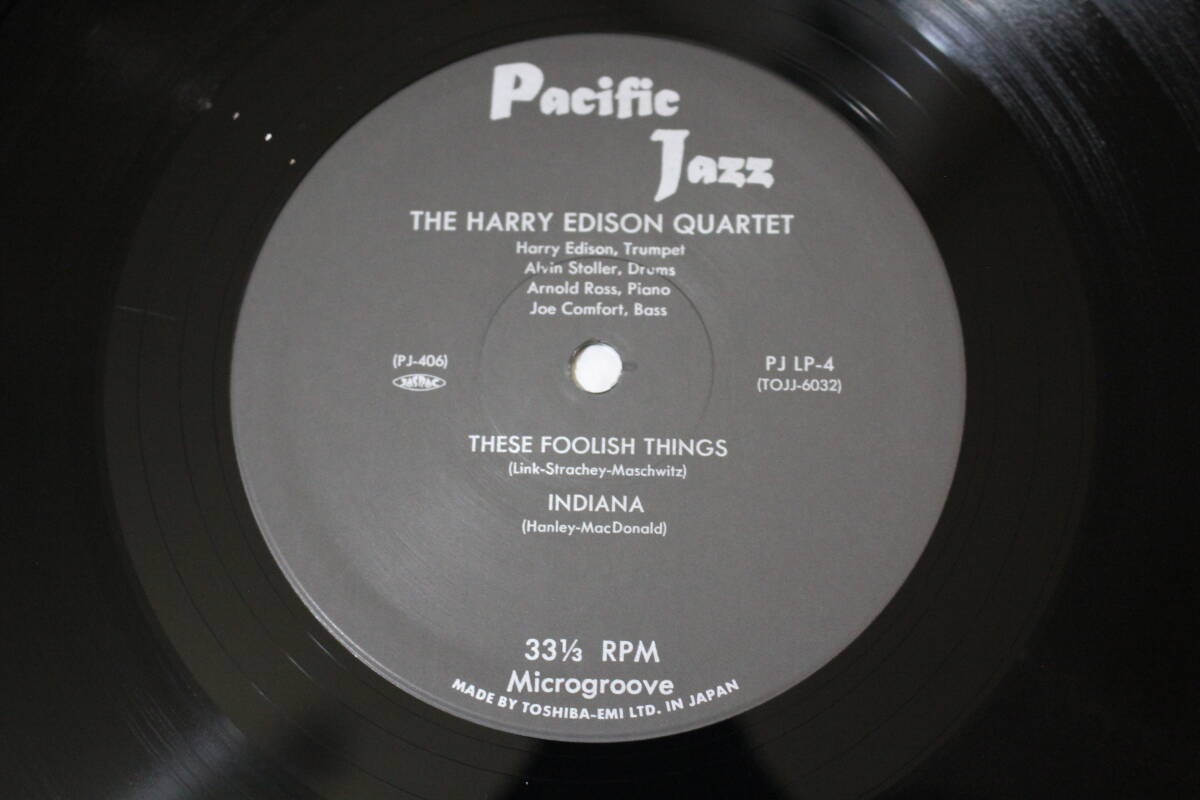 Pacific
Jazz
THE HARRY EDISON QUARTET
Harry Edison, Trumpet
Alvin Stoller, Drums
Arnold Ross, Piano
Joe Comfort, Bass
(PJ-406)
PJ LP-4
(TOJJ-6032)
THESE FOOLISH THINGS
(Link-Strachey-Maschwitz)
INDIANA
(Hanley-MacDonald)
33⅓ RPM
Microgroove
MADE BY TOSHIBA-EMI LTD. IN JAPAN